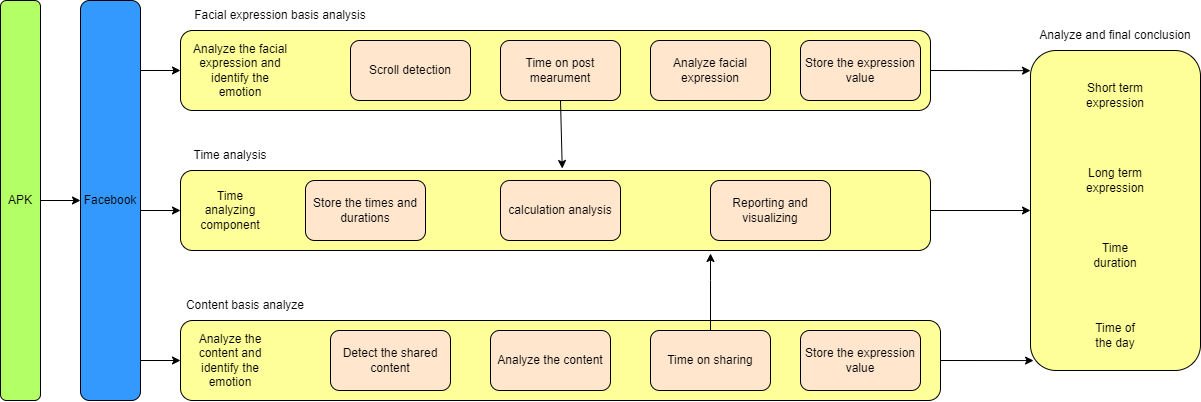 Facial expression basis analysis
Analyze the facial
expression and
identify the
emotion
Scroll detection
Time on post
mearument
Analyze facial
expression
Store the expression
value
Analyze and final conclusion
Short term
expression
Long term
expression
Time
duration
Time of
the day
APK
Facebook
Time analysis
Time
analyzing
component
Store the times and
durations
calculation analysis
Reporting and
visualizing
Content basis analyze
Analyze the
content and
identify the
emotion
Detect the shared
content
Analyze the content
Time on sharing
Store the expression
value